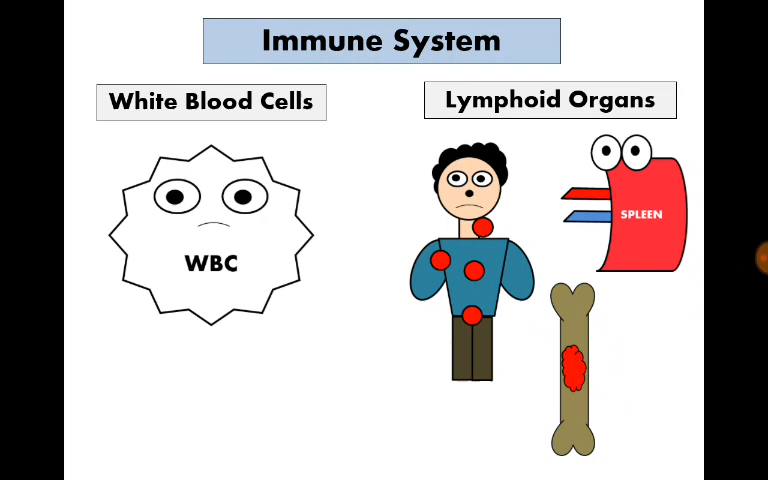 Immune System
White Blood Cells
Lymphoid Organs
WBC
SPLEEN